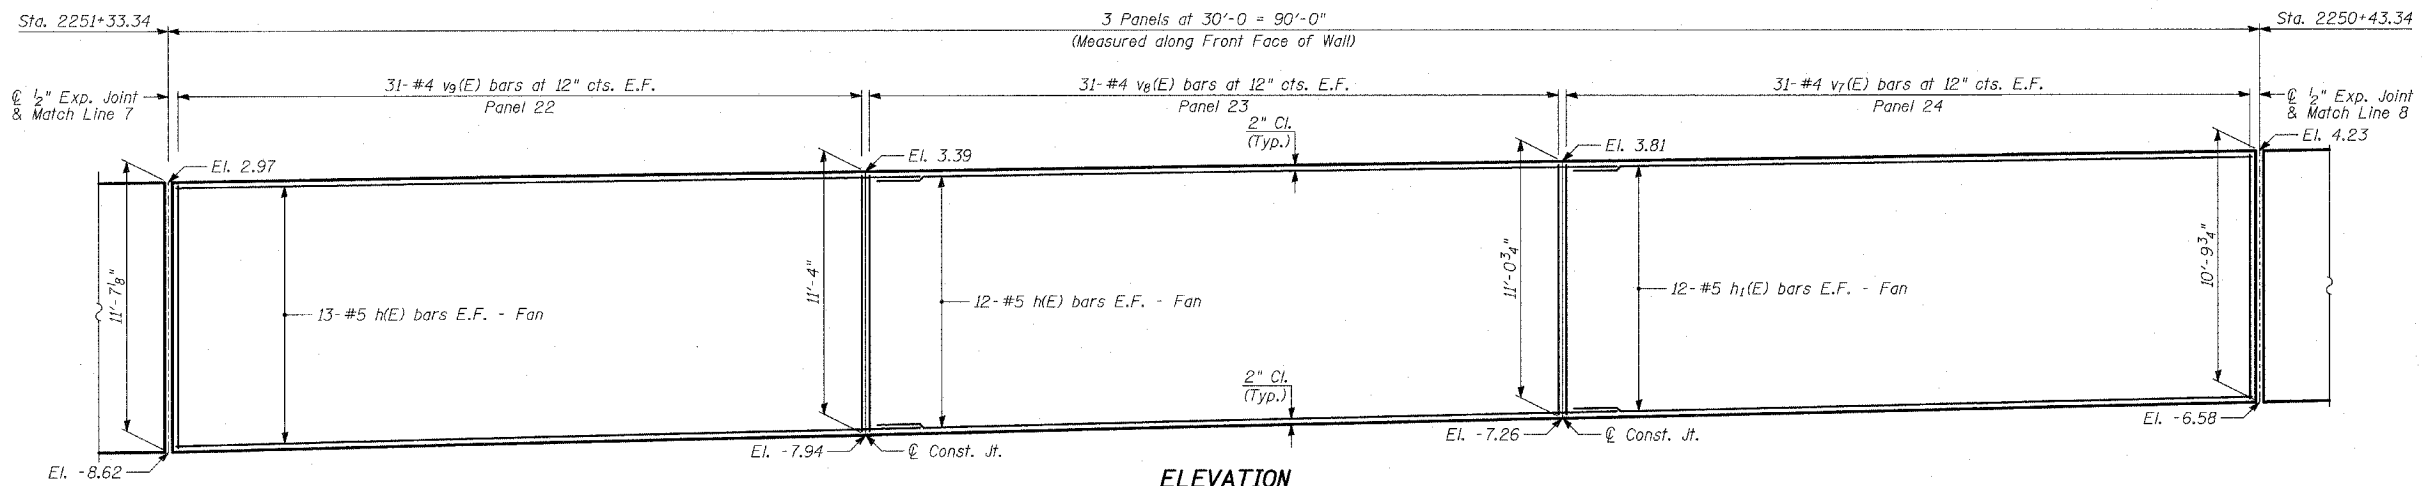 Sta. 2251+33.34
3 Panels at 30'-0 = 90'-0"
(Measured along Front Face of Wall)
Sta. 2250+43.34
℄ ½" Exp. Joint
& Match Line 7
31-#4 v9(E) bars at 12" cts. E.F.
Panel 22
31-#4 v8(E) bars at 12" cts. E.F.
Panel 23
31-#4 v7(E) bars at 12" cts. E.F.
Panel 24
℄ ½" Exp. Joint
& Match Line 8
2" Cl.
(Typ.)
El. 2.97
El. 3.39
El. 3.81
El. 4.23
11'-7⅛"
11'-4"
11'-0¾"
10'-9¾"
13-#5 h(E) bars E.F. - Fan
12-#5 h(E) bars E.F. - Fan
12-#5 h1(E) bars E.F. - Fan
2" Cl.
(Typ.)
El. -8.62
El. -7.94
℄ Const. Jt.
El. -7.26
℄ Const. Jt.
El. -6.58
ELEVATION